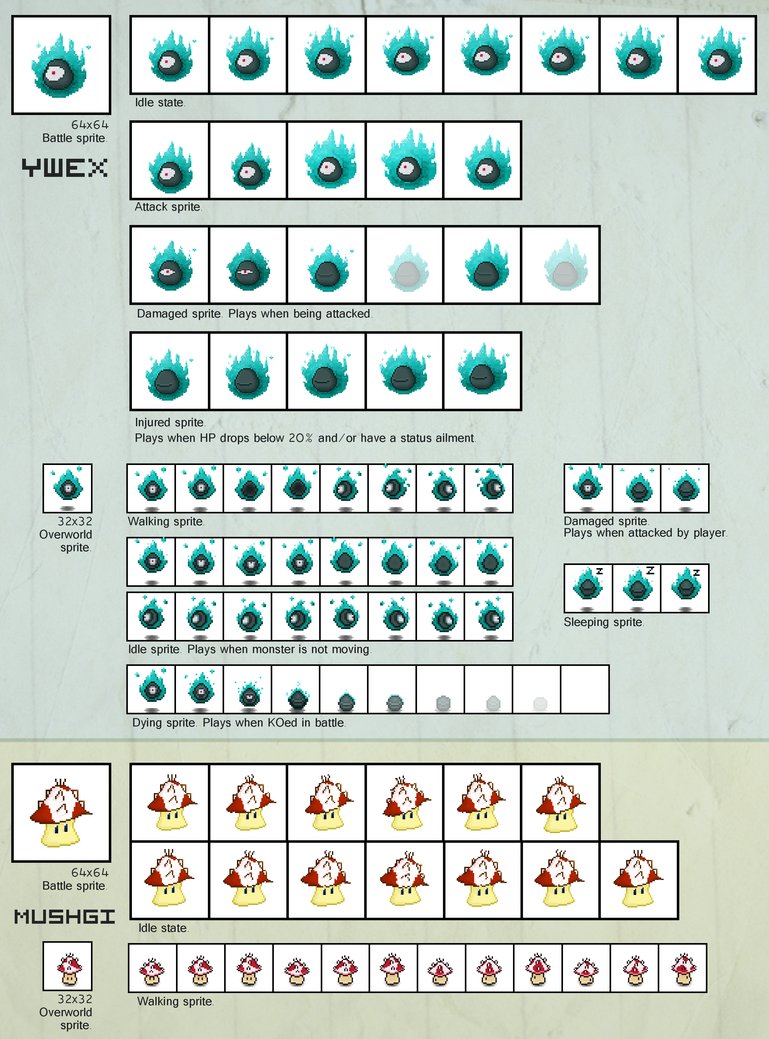 64x64
Battle sprite.
YWEX
Idle state.
Attack sprite.
Damaged sprite. Plays when being attacked.
Injured sprite.
Plays when HP drops below 20% and/or have a status ailment.
32x32
Overworld
sprite.
Walking sprite.
Damaged sprite.
Plays when attacked by player.
Z
Z
Z
Sleeping sprite.
Idle sprite. Plays when monster is not moving.
Dying sprite. Plays when KOed in battle.
64x64
Battle sprite.
MUSHGI
Idle state.
32x32
Overworld
sprite.
Walking sprite.